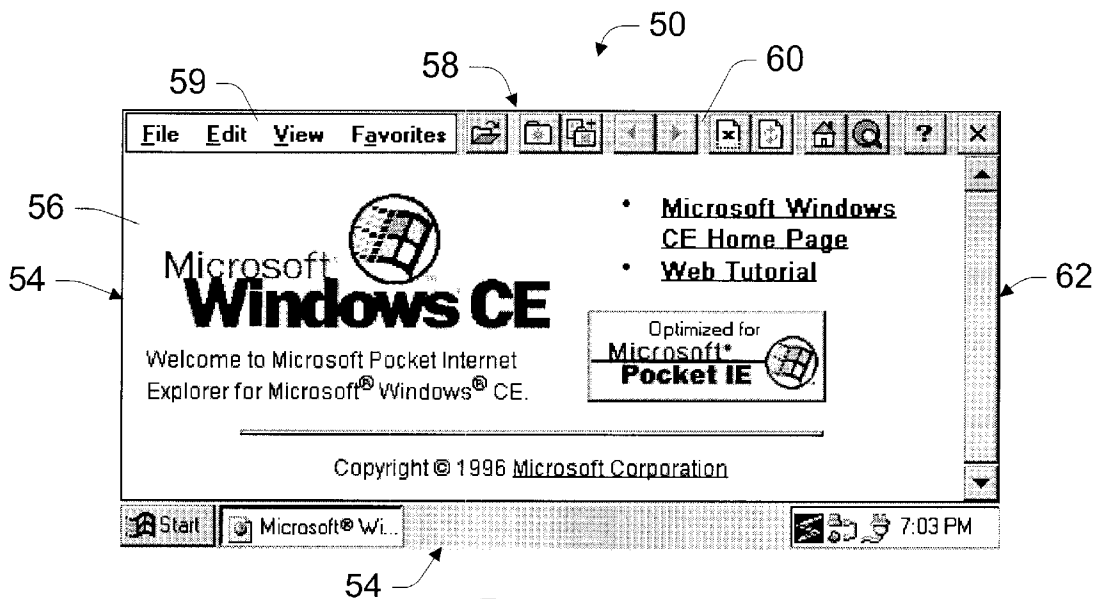 50
58
60
59
File Edit View Favorites ? ×
56
54
62
Microsoft
Windows CE
Welcome to Microsoft Pocket Internet
Explorer for Microsoft® Windows® CE.
• Microsoft Windows
CE Home Page
• Web Tutorial
Optimized for
Microsoft®
Pocket IE
Copyright © 1996 Microsoft Corporation
Start Microsoft® Wi... 7:03 PM
54